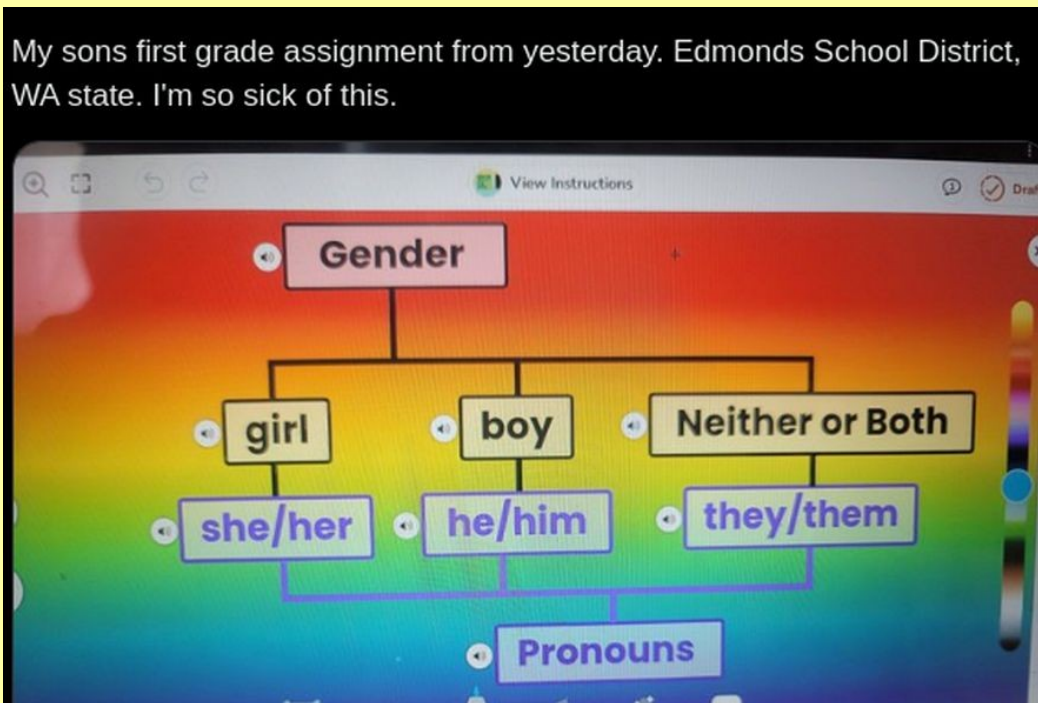 My sons first grade assignment from yesterday. Edmonds School District,
WA state. I'm so sick of this.
View Instructions
Gender
girl
boy
Neither or Both
she/her
he/him
they/them
Pronouns